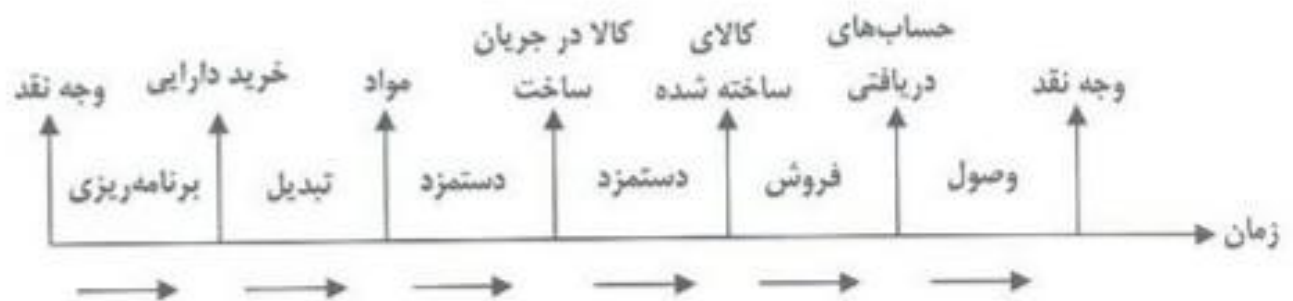 وجه نقد
خرید دارایی
مواد
کالا در جریان
ساخت
کالای
ساخته شده
حساب‌های
دریافتی
وجه نقد
برنامه‌ریزی
تبدیل
دستمزد
دستمزد
فروش
وصول
زمان